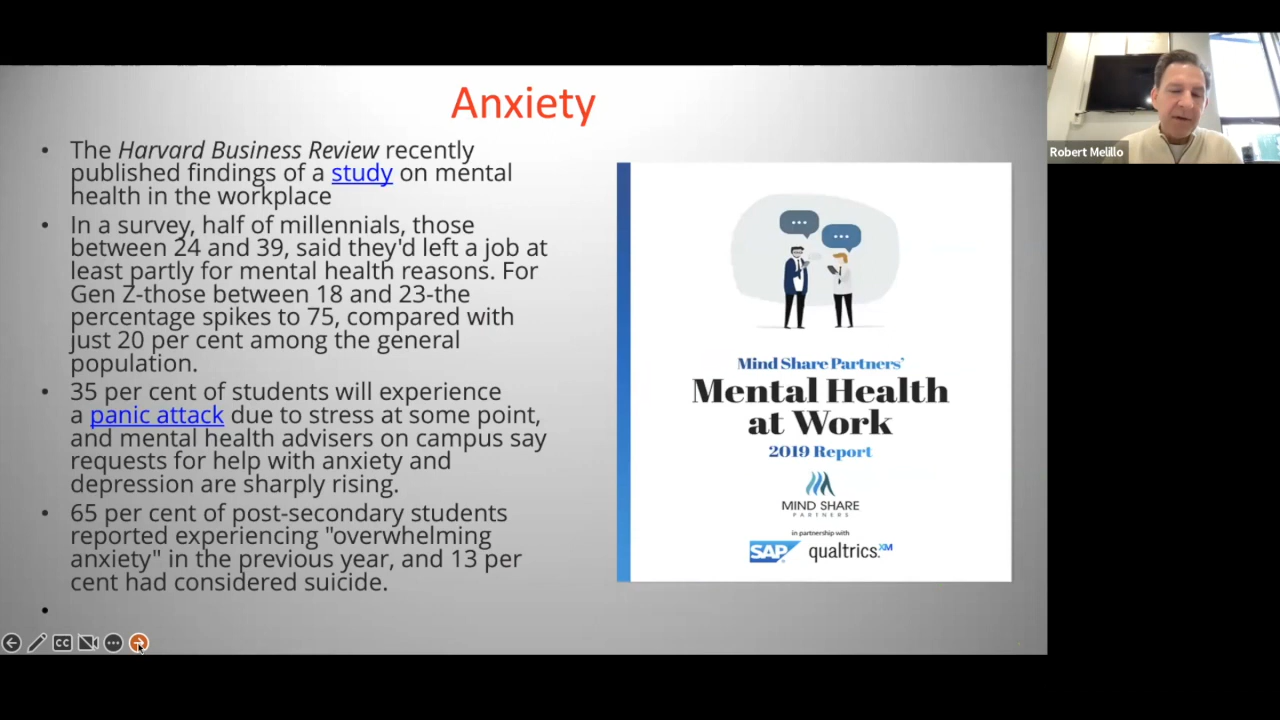 Anxiety
• The Harvard Business Review recently
published findings of a study on mental
health in the workplace
• In a survey, half of millennials, those
between 24 and 39, said they'd left a job at
least partly for mental health reasons. For
Gen Z-those between 18 and 23-the
percentage spikes to 75, compared with
just 20 per cent among the general
population.
• 35 per cent of students will experience
a panic attack due to stress at some point,
and mental health advisers on campus say
requests for help with anxiety and
depression are sharply rising.
• 65 per cent of post-secondary students
reported experiencing "overwhelming
anxiety" in the previous year, and 13 per
cent had considered suicide.
•
Mind Share Partners'
Mental Health
at Work
2019 Report
MIND SHARE
PARTNERS
in partnership with
SAP qualtrics.XM
CC
Robert Melillo